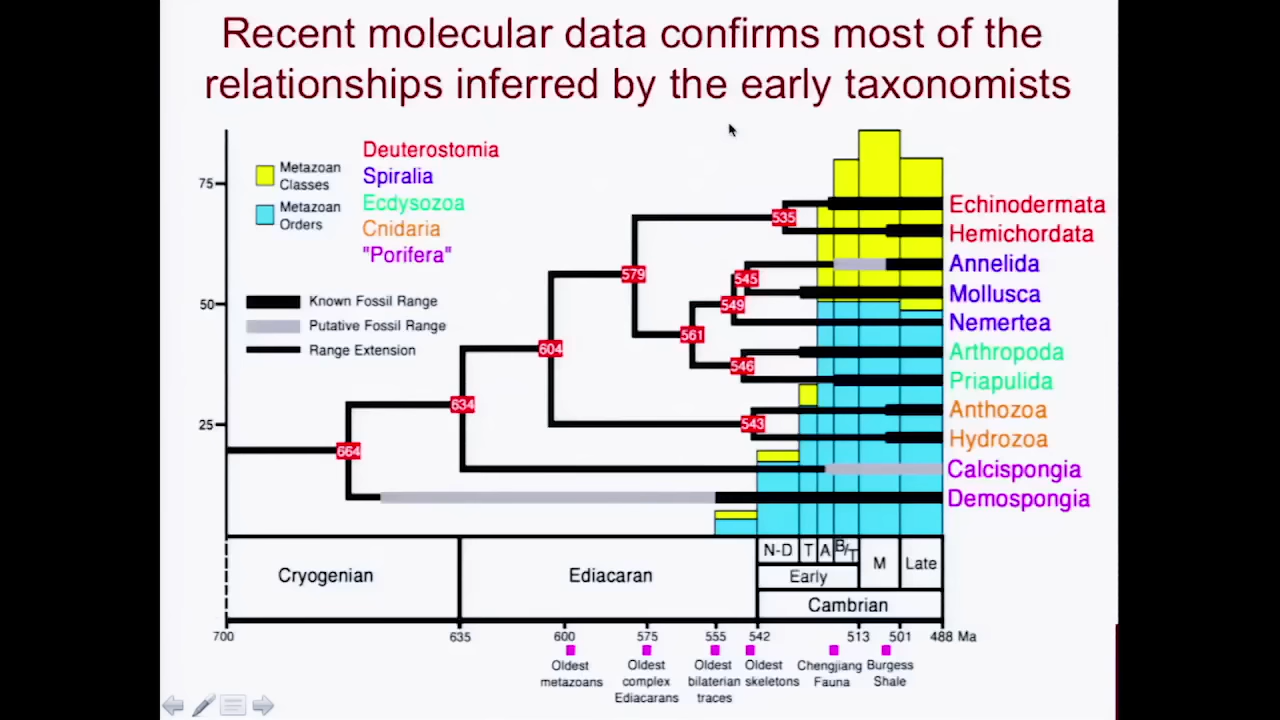 Recent molecular data confirms most of the
relationships inferred by the early taxonomists
75
50
25
Metazoan
Classes
Metazoan
Orders
Deuterostomia
Spiralia
Ecdysozoa
Cnidaria
"Porifera"
Known Fossil Range
Putative Fossil Range
Range Extension
535
579
545
549
561
604
546
634
543
664
Echinodermata
Hemichordata
Annelida
Mollusca
Nemertea
Arthropoda
Priapulida
Anthozoa
Hydrozoa
Calcispongia
Demospongia
Cryogenian
Ediacaran
N-D
T
A
B/T
M
Late
Early
Cambrian
700
635
600
575
555
542
513
501
488 Ma
Oldest
metazoans
Oldest
complex
Ediacarans
Oldest
bilaterian
traces
Oldest
skeletons
Chengjiang
Fauna
Burgess
Shale